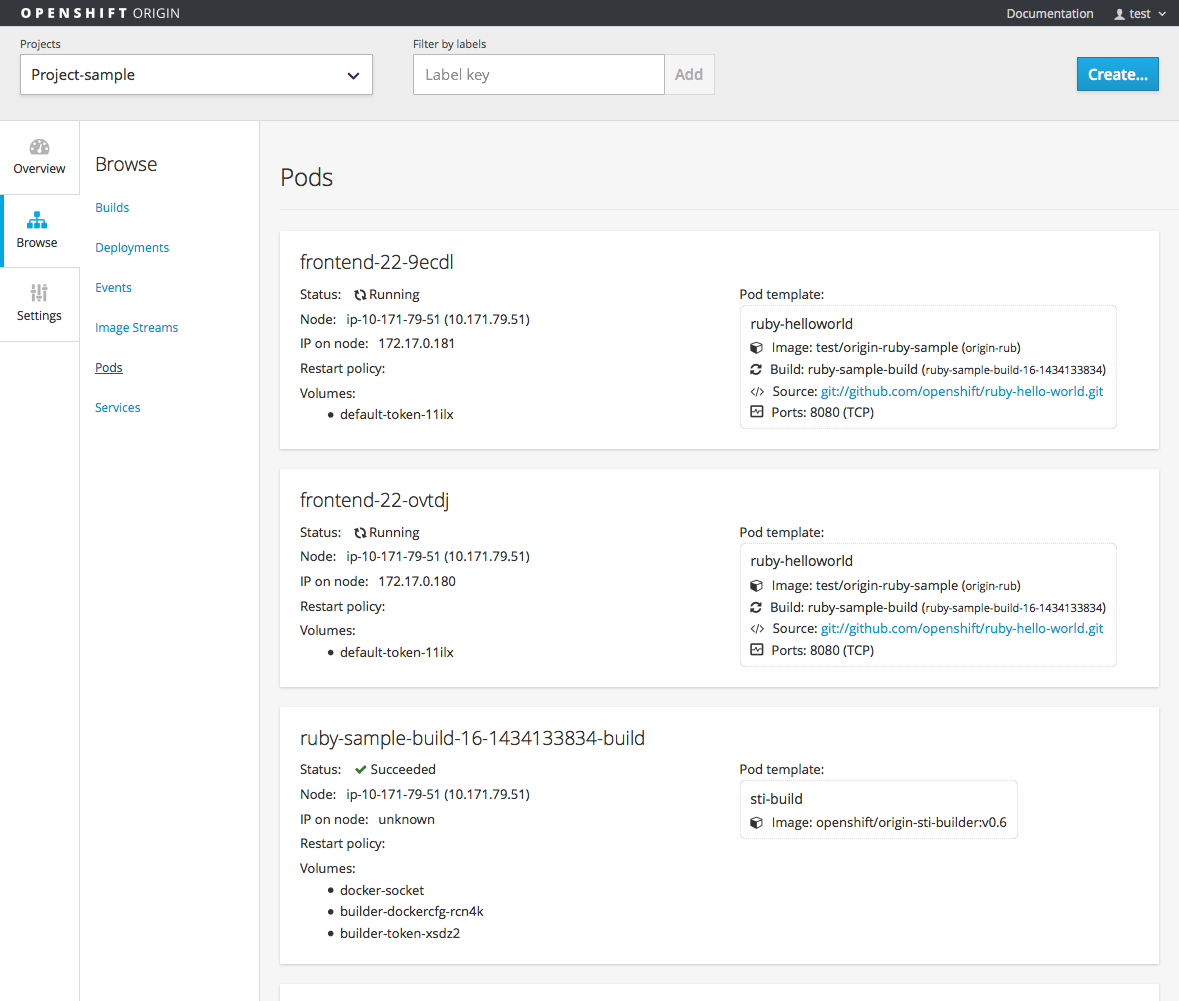 OPENSHIFT ORIGIN
Documentation test
Projects
Project-sample
Filter by labels
Label key Add
Create...
Overview
Browse
Settings
Browse
Builds
Deployments
Events
Image Streams
Pods
Services
Pods
frontend-22-9ecdl
Status: Running
Node: ip-10-171-79-51 (10.171.79.51)
IP on node: 172.17.0.181
Restart policy:
Volumes:
default-token-11ilx
Pod template:
ruby-helloworld
Image: test/origin-ruby-sample (origin-rub)
Build: ruby-sample-build (ruby-sample-build-16-1434133834)
Source: git://github.com/openshift/ruby-hello-world.git
Ports: 8080 (TCP)
frontend-22-ovtdj
Status: Running
Node: ip-10-171-79-51 (10.171.79.51)
IP on node: 172.17.0.180
Restart policy:
Volumes:
default-token-11ilx
Pod template:
ruby-helloworld
Image: test/origin-ruby-sample (origin-rub)
Build: ruby-sample-build (ruby-sample-build-16-1434133834)
Source: git://github.com/openshift/ruby-hello-world.git
Ports: 8080 (TCP)
ruby-sample-build-16-1434133834-build
Status: Succeeded
Node: ip-10-171-79-51 (10.171.79.51)
IP on node: unknown
Restart policy:
Volumes:
docker-socket
builder-dockercfg-rcn4k
builder-token-xsdz2
Pod template:
sti-build
Image: openshift/origin-sti-builder:v0.6